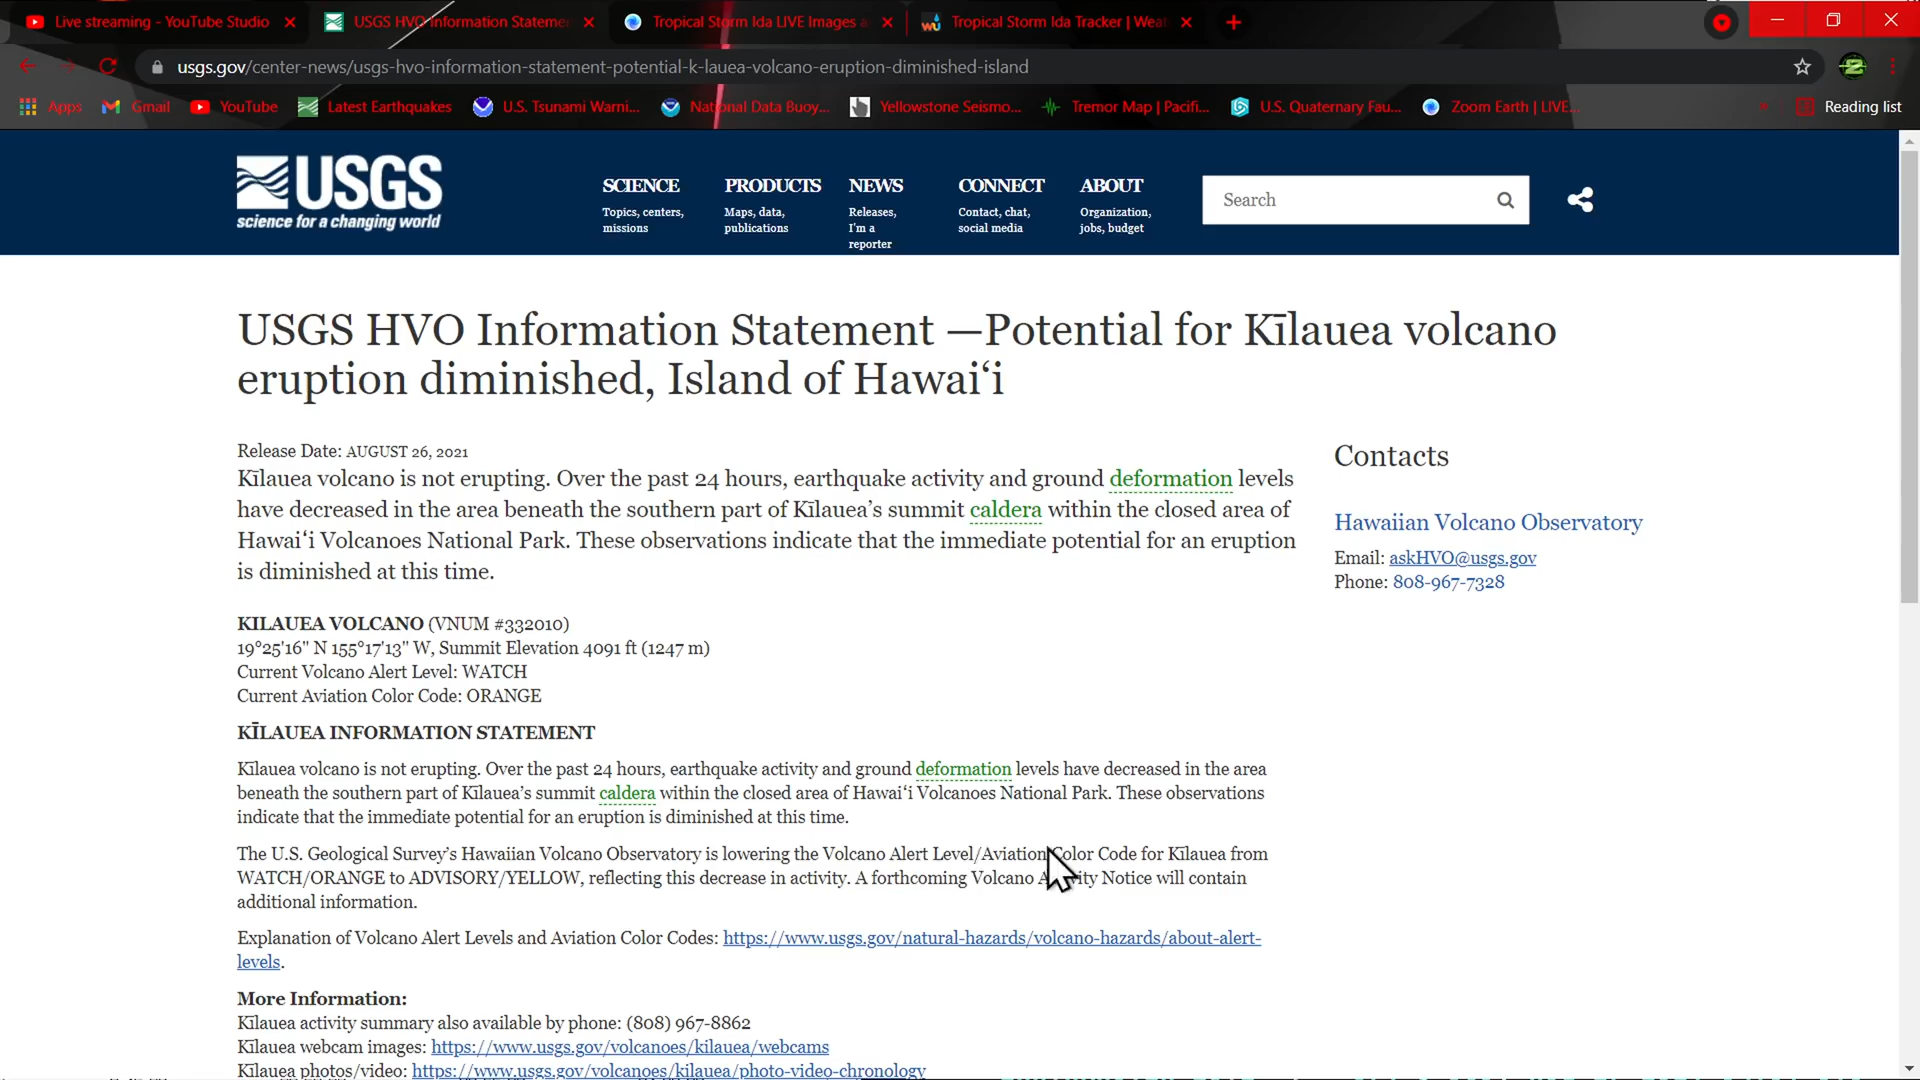 Live streaming - YouTube Studio
USGS HVO Information Stateme
Tropical Storm Ida LIVE Images a
Tropical Storm Ida Tracker | Weat
usgs.gov/center-news/usgs-hvo-information-statement-potential-k-lauea-volcano-eruption-diminished-island
Apps
Gmail
YouTube
Latest Earthquakes
U.S. Tsunami Warni...
National Data Buoy...
Yellowstone Seismo...
Tremor Map | Pacifi...
U.S. Quaternary Fau...
Zoom Earth | LIVE...
Reading list
USGS
science for a changing world
SCIENCE
Topics, centers,
missions
PRODUCTS
Maps, data,
publications
NEWS
Releases,
I'm a
reporter
CONNECT
Contact, chat,
social media
ABOUT
Organization,
jobs, budget
Search
USGS HVO Information Statement —Potential for Kīlauea volcano
eruption diminished, Island of Hawai‘i
Release Date: AUGUST 26, 2021
Kīlauea volcano is not erupting. Over the past 24 hours, earthquake activity and ground deformation levels
have decreased in the area beneath the southern part of Kīlauea’s summit caldera within the closed area of
Hawai‘i Volcanoes National Park. These observations indicate that the immediate potential for an eruption
is diminished at this time.
KILAUEA VOLCANO (VNUM #332010)
19°25'16" N 155°17'13" W, Summit Elevation 4091 ft (1247 m)
Current Volcano Alert Level: WATCH
Current Aviation Color Code: ORANGE
KĪLAUEA INFORMATION STATEMENT
Kīlauea volcano is not erupting. Over the past 24 hours, earthquake activity and ground deformation levels have decreased in the area
beneath the southern part of Kīlauea’s summit caldera within the closed area of Hawai‘i Volcanoes National Park. These observations
indicate that the immediate potential for an eruption is diminished at this time.
The U.S. Geological Survey’s Hawaiian Volcano Observatory is lowering the Volcano Alert Level/Aviation Color Code for Kīlauea from
WATCH/ORANGE to ADVISORY/YELLOW, reflecting this decrease in activity. A forthcoming Volcano Activity Notice will contain
additional information.
Explanation of Volcano Alert Levels and Aviation Color Codes: https://www.usgs.gov/natural-hazards/volcano-hazards/about-alert-
levels.
More Information:
Kīlauea activity summary also available by phone: (808) 967-8862
Kīlauea webcam images: https://www.usgs.gov/volcanoes/kilauea/webcams
Kīlauea photos/video: https://www.usgs.gov/volcanoes/kilauea/photo-video-chronology
Contacts
Hawaiian Volcano Observatory
Email: askHVO@usgs.gov
Phone: 808-967-7328